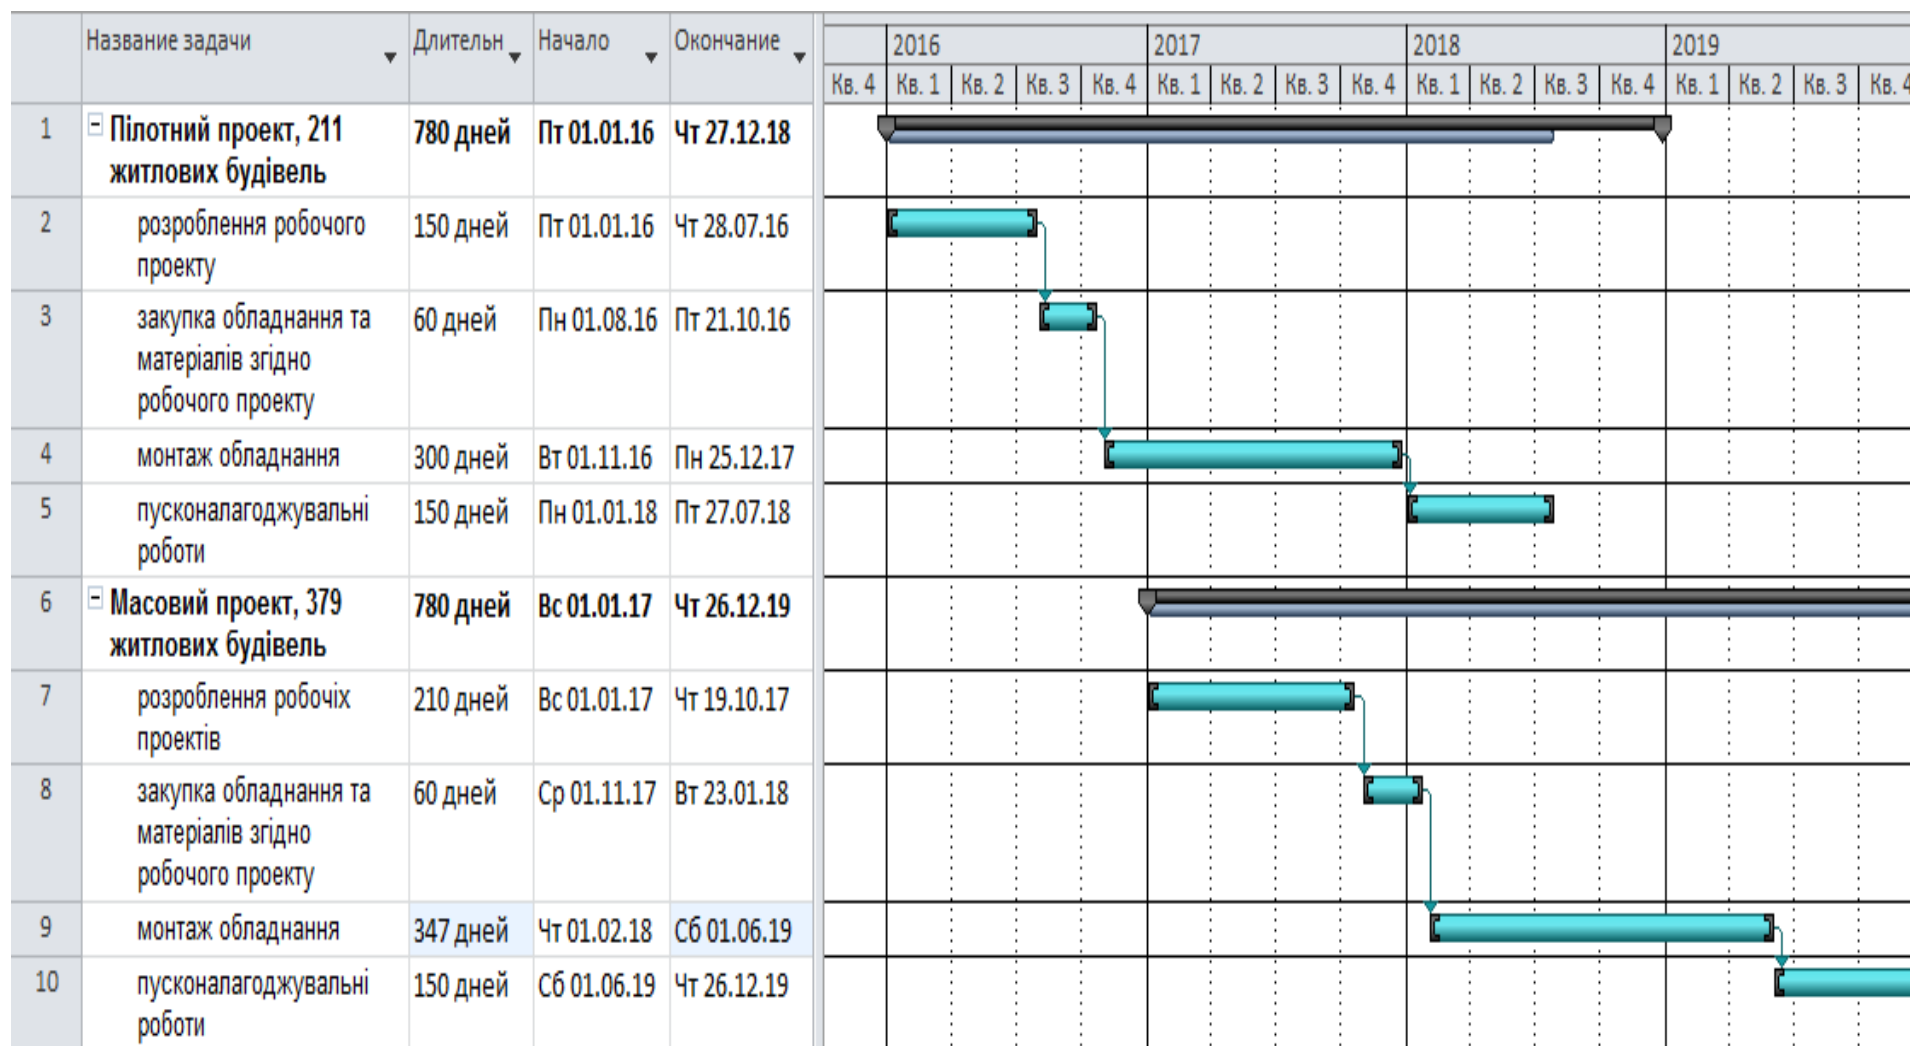 Название задачи Длительн Начало Окончание 2016 2017 2018 2019
Кв. 4 Кв. 1 Кв. 2 Кв. 3 Кв. 4 Кв. 1 Кв. 2 Кв. 3 Кв. 4 Кв. 1 Кв. 2 Кв. 3 Кв. 4 Кв. 1 Кв. 2 Кв. 3 Кв. 4
1 Пілотний проект, 211 780 дней Пт 01.01.16 Чт 27.12.18
житлових будівель
2 розроблення робочого 150 дней Пт 01.01.16 Чт 28.07.16
проекту
3 закупка обладнання та 60 дней Пн 01.08.16 Пт 21.10.16
матеріалів згідно
робочого проекту
4 монтаж обладнання 300 дней Вт 01.11.16 Пн 25.12.17
5 пусконалагоджувальні 150 дней Пн 01.01.18 Пт 27.07.18
роботи
6 Масовий проект, 379 780 дней Вс 01.01.17 Чт 26.12.19
житлових будівель
7 розроблення робочіх 210 дней Вс 01.01.17 Чт 19.10.17
проектів
8 закупка обладнання та 60 дней Ср 01.11.17 Вт 23.01.18
матеріалів згідно
робочого проекту
9 монтаж обладнання 347 дней Чт 01.02.18 Сб 01.06.19
10 пусконалагоджувальні 150 дней Сб 01.06.19 Чт 26.12.19
роботи